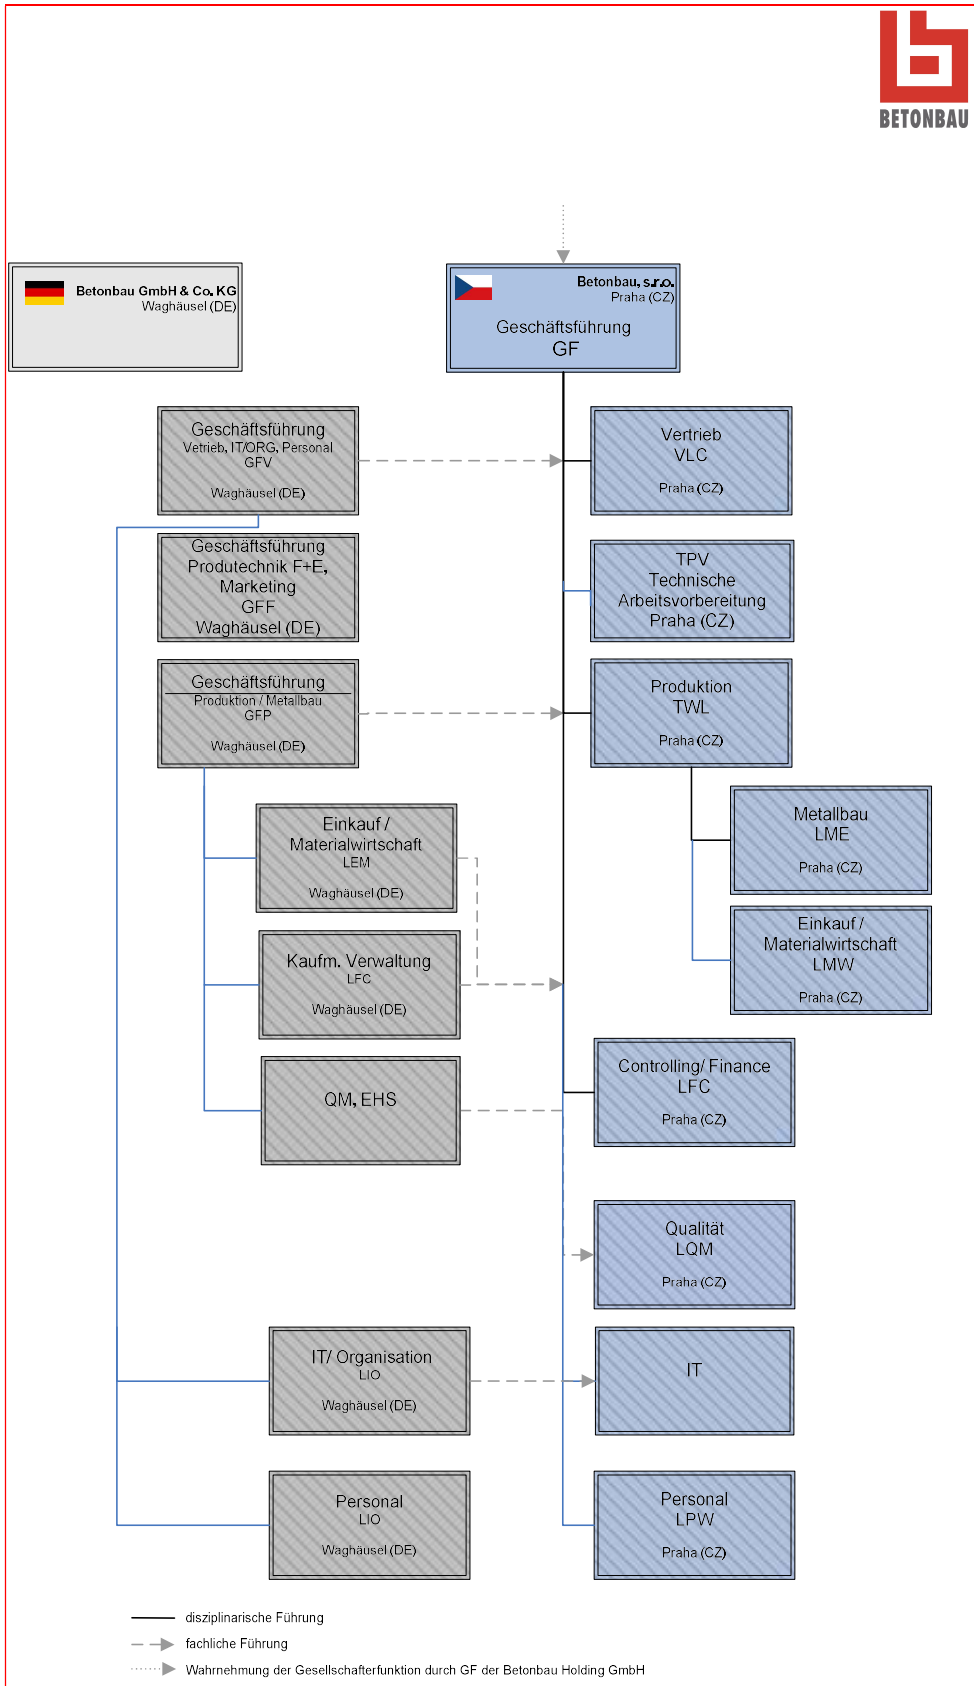 BETONBAU
Betonbau GmbH & Co. KG
Waghäusel (DE)
Betonbau, s.r.o.
Praha (CZ)
Geschäftsführung
GF
Geschäftsführung
Vetrieb, IT/ORG, Personal
GFV
Waghäusel (DE)
Vertrieb
VLC
Praha (CZ)
Geschäftsführung
Produtechnik F+E,
Marketing
GFF
Waghäusel (DE)
TPV
Technische
Arbeitsvorbereitung
Praha (CZ)
Geschäftsführung
Produktion / Metallbau
GFP
Waghäusel (DE)
Produktion
TWL
Praha (CZ)
Einkauf /
Materialwirtschaft
LEM
Waghäusel (DE)
Metallbau
LME
Praha (CZ)
Kaufm. Verwaltung
LFC
Waghäusel (DE)
Einkauf /
Materialwirtschaft
LMW
Praha (CZ)
QM, EHS
Controlling/ Finance
LFC
Praha (CZ)
Qualität
LQM
Praha (CZ)
IT/ Organisation
LIO
Waghäusel (DE)
IT
Personal
LIO
Waghäusel (DE)
Personal
LPW
Praha (CZ)
disziplinarische Führung
fachliche Führung
Wahrnehmung der Gesellschafterfunktion durch GF der Betonbau Holding GmbH